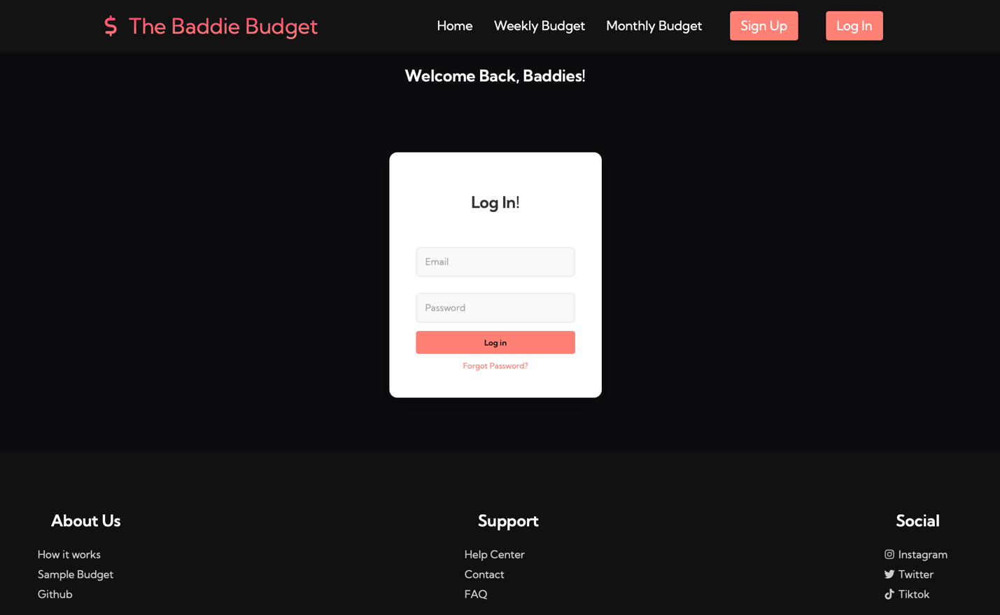 $ The Baddie Budget
Home Weekly Budget Monthly Budget Sign Up Log In
Welcome Back, Baddies!
Log In!
Email
Password
Log in
Forgot Password?
About Us
How it works
Sample Budget
Github
Support
Help Center
Contact
FAQ
Social
Instagram
Twitter
Tiktok